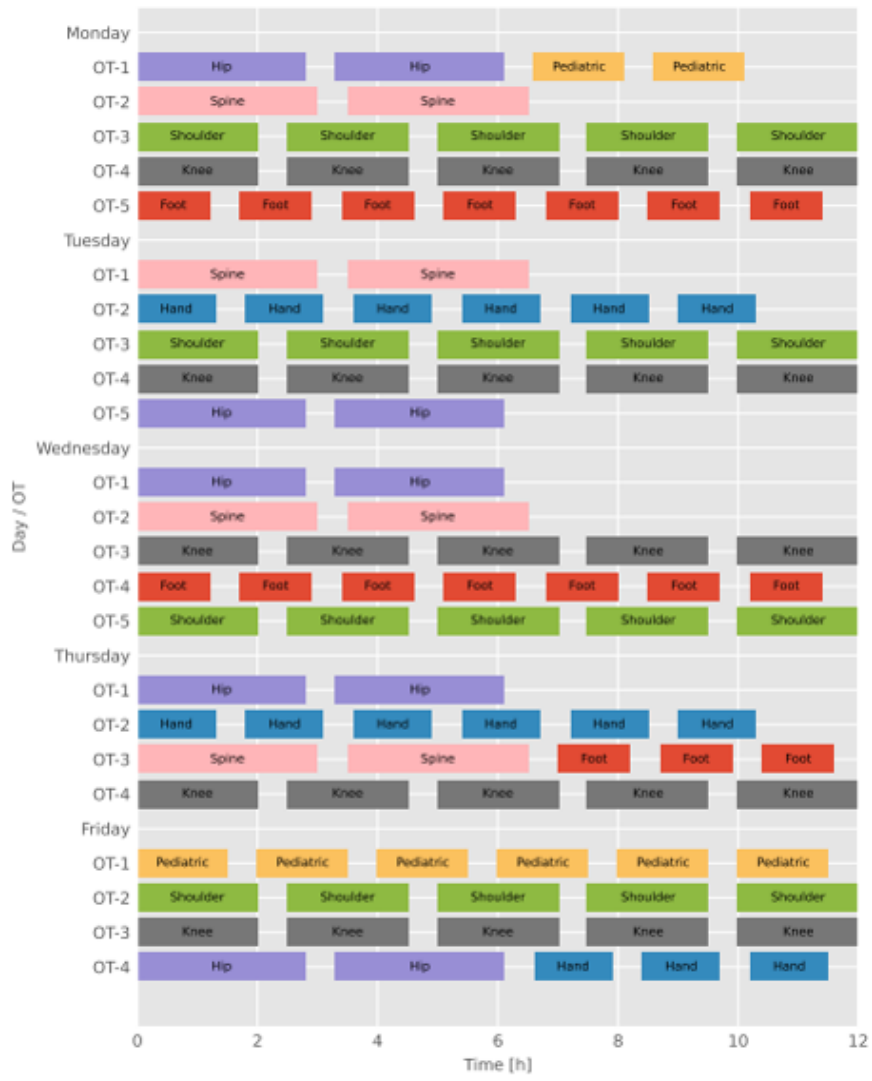 Monday
OT-1 Hip Hip Pediatric Pediatric
OT-2 Spine Spine
OT-3 Shoulder Shoulder Shoulder Shoulder Shoulder
OT-4 Knee Knee Knee Knee Knee
OT-5 Foot Foot Foot Foot Foot Foot Foot
Tuesday
OT-1 Spine Spine
OT-2 Hand Hand Hand Hand Hand Hand
OT-3 Shoulder Shoulder Shoulder Shoulder Shoulder
OT-4 Knee Knee Knee Knee Knee
OT-5 Hip Hip
Wednesday
OT-1 Hip Hip
OT-2 Spine Spine
OT-3 Knee Knee Knee Knee Knee
OT-4 Foot Foot Foot Foot Foot Foot Foot
OT-5 Shoulder Shoulder Shoulder Shoulder Shoulder
Thursday
OT-1 Hip Hip
OT-2 Hand Hand Hand Hand Hand Hand
OT-3 Spine Spine Foot Foot Foot
OT-4 Knee Knee Knee Knee Knee
Friday
OT-1 Pediatric Pediatric Pediatric Pediatric Pediatric Pediatric
OT-2 Shoulder Shoulder Shoulder Shoulder Shoulder
OT-3 Knee Knee Knee Knee Knee
OT-4 Hip Hip Hand Hand Hand
0 2 4 6 8 10 12
Time [h]
Day / OT